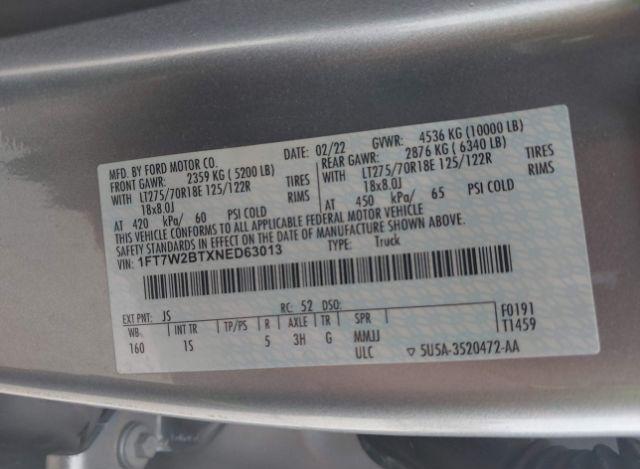 MFD. BY FORD MOTOR CO.
DATE: 02/22 GVWR: 4536 KG (10000 LB)
FRONT GAWR: 2359 KG (5200 LB) REAR GAWR: 2876 KG (6340 LB)
WITH LT275/70R18E 125/122R TIRES WITH LT275/70R18E 125/122R TIRES
18x8.0J RIMS 18x8.0J RIMS
AT 420 kPa/ 60 PSI COLD AT 450 kPa/ 65 PSI COLD
THIS VEHICLE CONFORMS TO ALL APPLICABLE FEDERAL MOTOR VEHICLE
SAFETY STANDARDS IN EFFECT ON THE DATE OF MANUFACTURE SHOWN ABOVE.
VIN: 1FT7W2BTXNED63013 TYPE: Truck
EXT PNT: JS RC: 52 DSO: F0191
WB INT TR TP/PS R AXLE TR SPR T1459
160 1S 5 3H G MMJJ
ULC ▽ 5U5A-3520472-AA